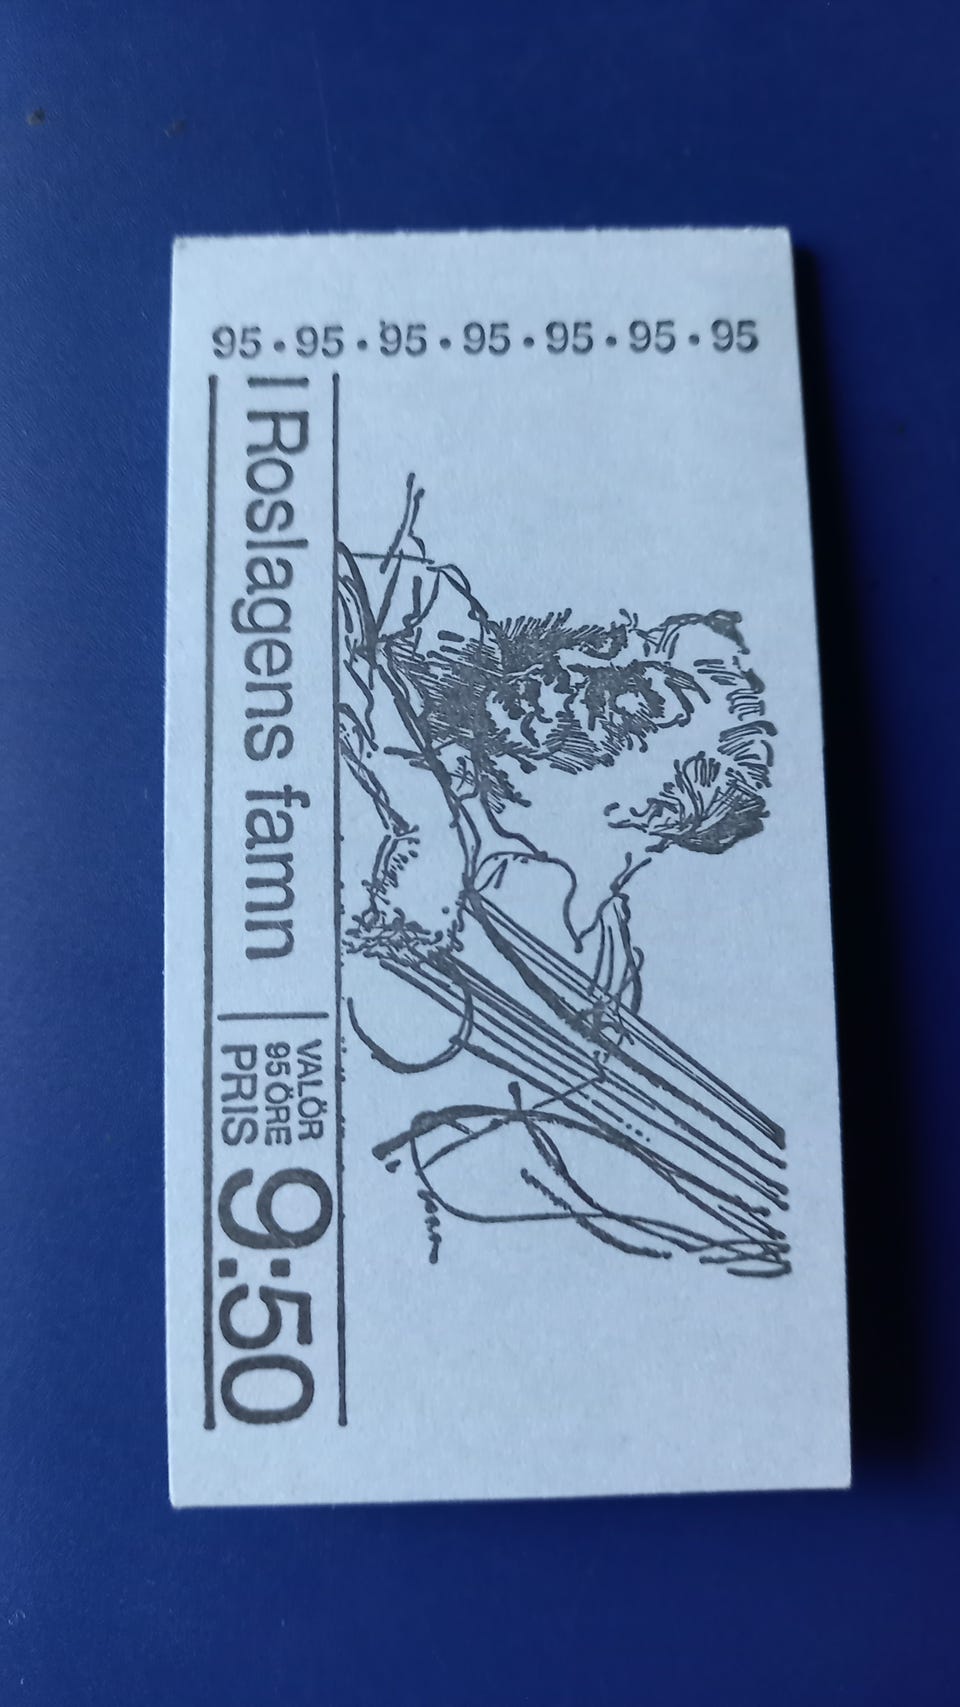 95·95·95·95·95·95·95
I Roslagens famn
VALÖR
95 ÖRE
PRIS
9:50